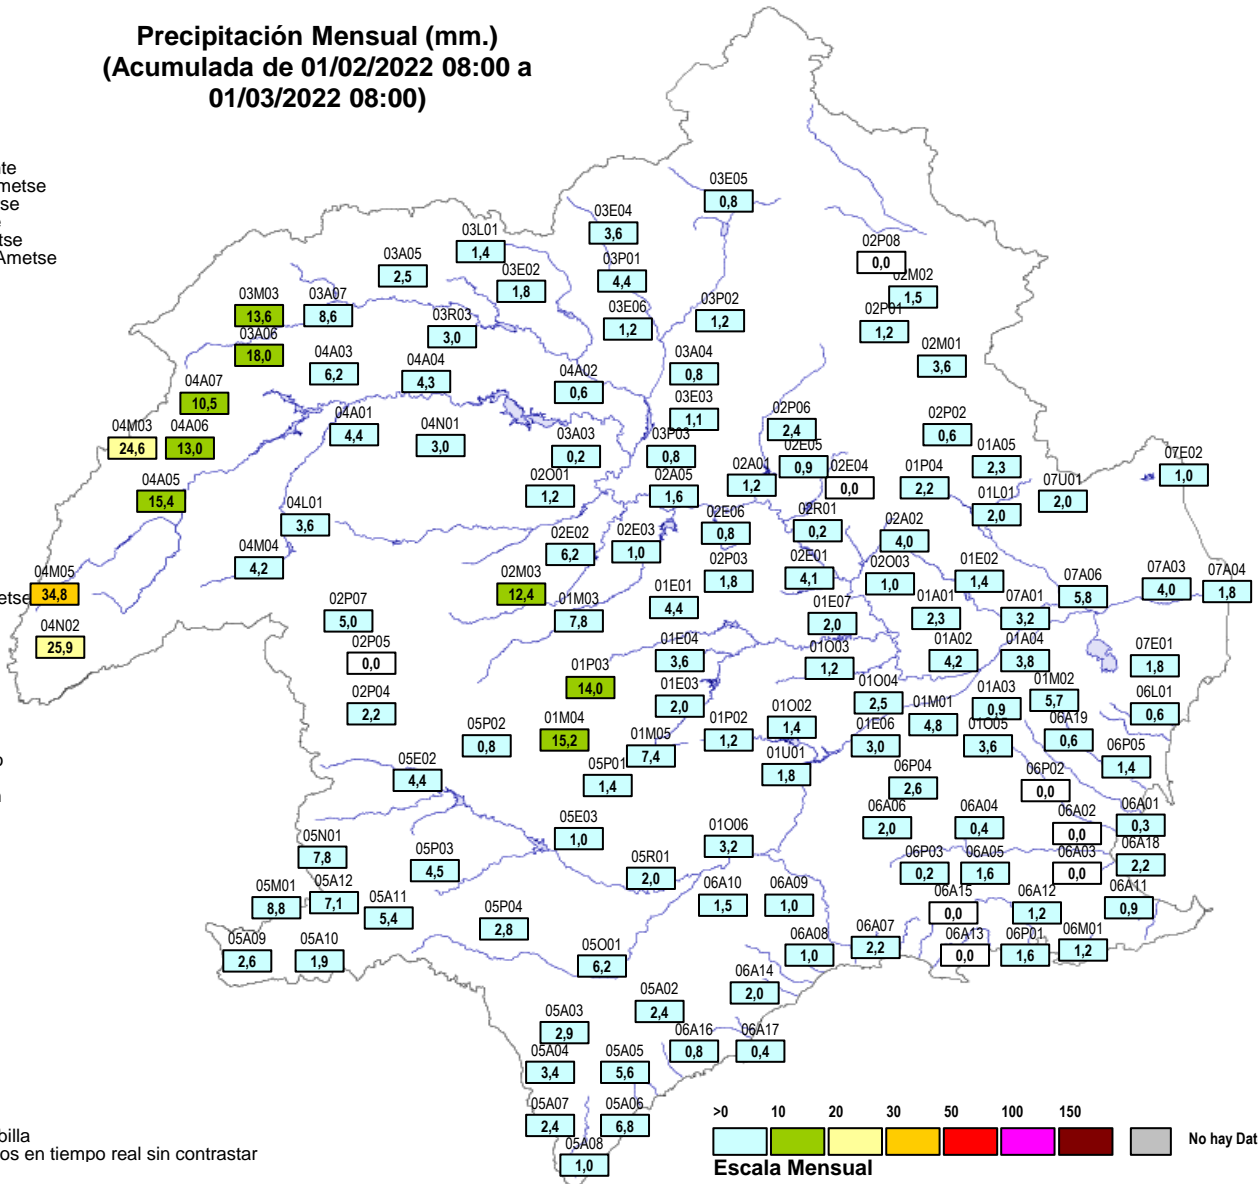 Precipitación Mensual (mm.)
(Acumulada de 01/02/2022 08:00 a
01/03/2022 08:00)
03E05
0,8
03E04
3,6
03L01
1,4
02P08
0,0
03A05
2,5
03P01
4,4
03E02
1,8
02M02
1,5
03M03
13,6
03A07
8,6
03P02
1,2
03E06
1,2
02P01
1,2
03R03
3,0
03A06
18,0
02M01
3,6
04A03
6,2
04A04
4,3
03A04
0,8
04A02
0,6
04A07
10,5
03E03
1,1
04A01
4,4
02P06
2,4
02P02
0,6
04M03
24,6
04A06
13,0
04N01
3,0
03A03
0,2
03P03
0,8
02E05
0,9
01A05
2,3
07E02
1,0
02E04
0,0
01P04
2,2
02A01
1,2
04A05
15,4
02O01
1,2
02A05
1,6
07U01
2,0
01L01
2,0
04L01
3,6
02E06
0,8
02R01
0,2
02A02
4,0
02E02
6,2
02E03
1,0
04M04
4,2
02P03
1,8
02E01
4,1
02O03
1,0
01E02
1,4
04M05
34,8
02M03
12,4
07A06
5,8
07A03
4,0
07A04
1,8
01E01
4,4
01M03
7,8
02P07
5,0
01E07
2,0
01A01
2,3
07A01
3,2
04N02
25,9
02P05
0,0
01E04
3,6
01O03
1,2
01A02
4,2
01A04
3,8
07E01
1,8
01P03
14,0
01E03
2,0
01O04
2,5
01A03
0,9
01M02
5,7
06L01
0,6
02P04
2,2
01M01
4,8
05P02
0,8
01M04
15,2
01P02
1,2
01O02
1,4
01E06
3,0
01O05
3,6
06A19
0,6
01M05
7,4
06P05
1,4
05E02
4,4
05P01
1,4
01U01
1,8
06P04
2,6
06P02
0,0
05E03
1,0
06A06
2,0
06A04
0,4
06A02
0,0
06A01
0,3
01O06
3,2
05N01
7,8
05P03
4,5
05R01
2,0
06P03
0,2
06A05
1,6
06A03
0,0
06A18
2,2
05M01
8,8
05A12
7,1
05A11
5,4
06A10
1,5
06A09
1,0
06A15
0,0
06A12
1,2
06A11
0,9
05P04
2,8
05A09
2,6
05A10
1,9
05O01
6,2
06A08
1,0
06A07
2,2
06A13
0,0
06P01
1,6
06M01
1,2
06A14
2,0
05A02
2,4
05A03
2,9
06A16
0,8
06A17
0,4
05A04
3,4
05A05
5,6
05A07
2,4
05A06
6,8
05A08
1,0
>0 10 20 30 50 100 150
No hay Dat
Escala Mensual
os en tiempo real sin contrastar